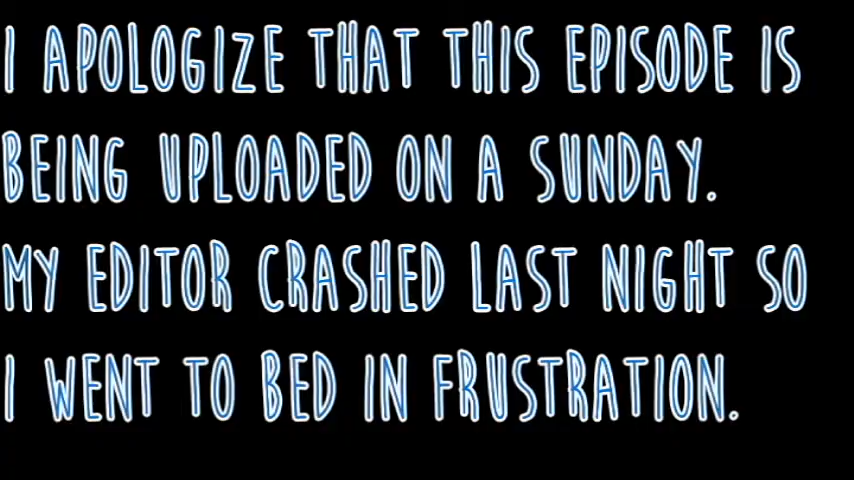 I APOLOGIZE THAT THIS EPISODE IS
BEING UPLOADED ON A SUNDAY.
MY EDITOR CRASHED LAST NIGHT SO
I WENT TO BED IN FRUSTRATION.